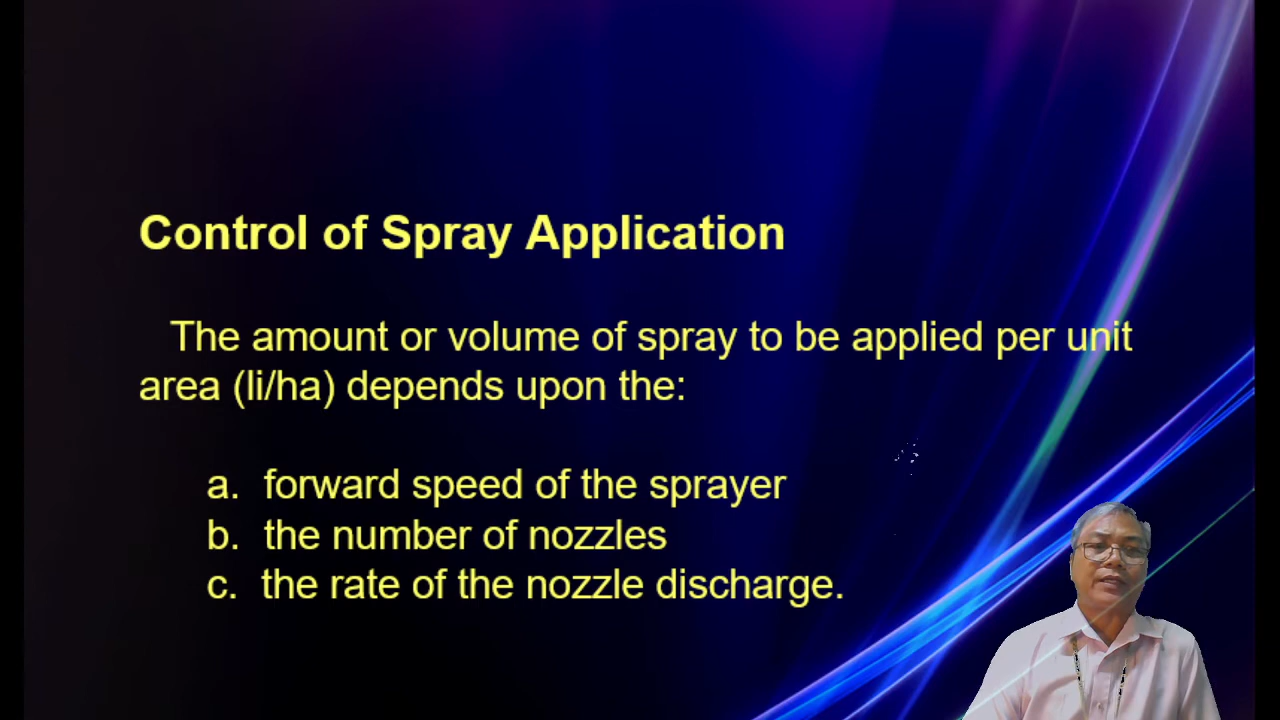 Control of Spray Application
The amount or volume of spray to be applied per unit
area (li/ha) depends upon the:
a. forward speed of the sprayer
b. the number of nozzles
c. the rate of the nozzle discharge.